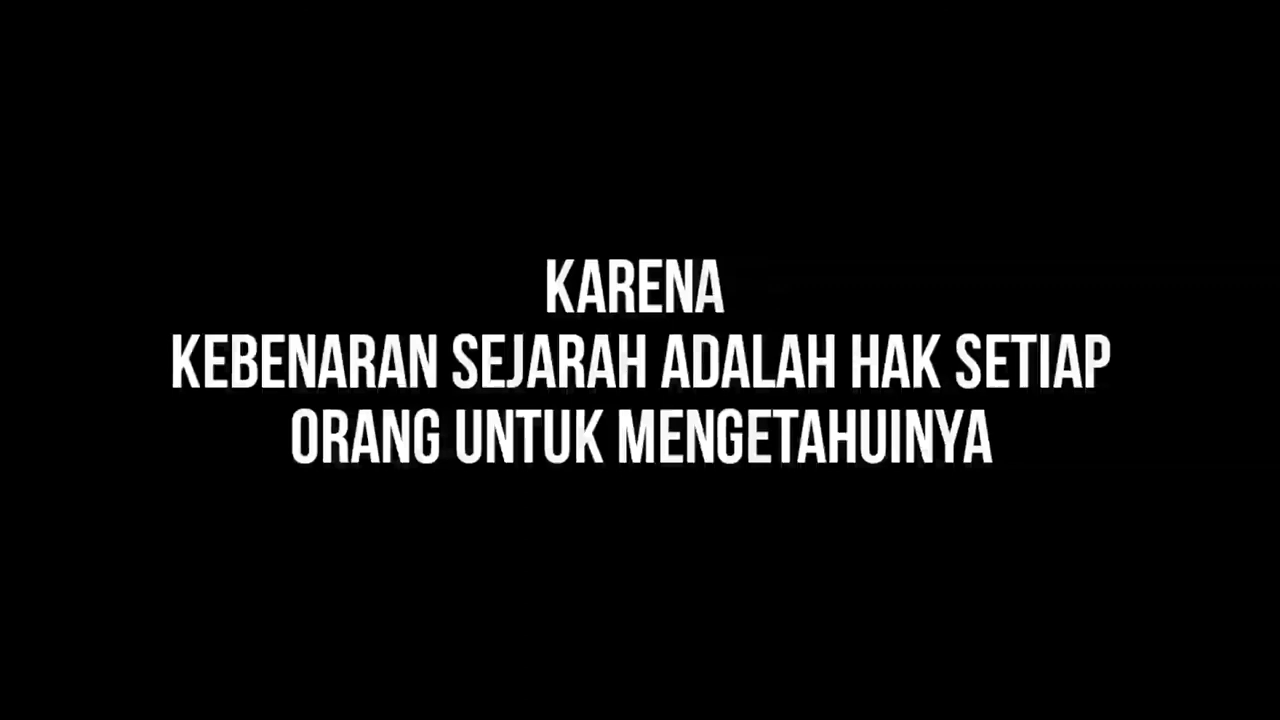 KARENA
KEBENARAN SEJARAH ADALAH HAK SETIAP
ORANG UNTUK MENGETAHUINYA